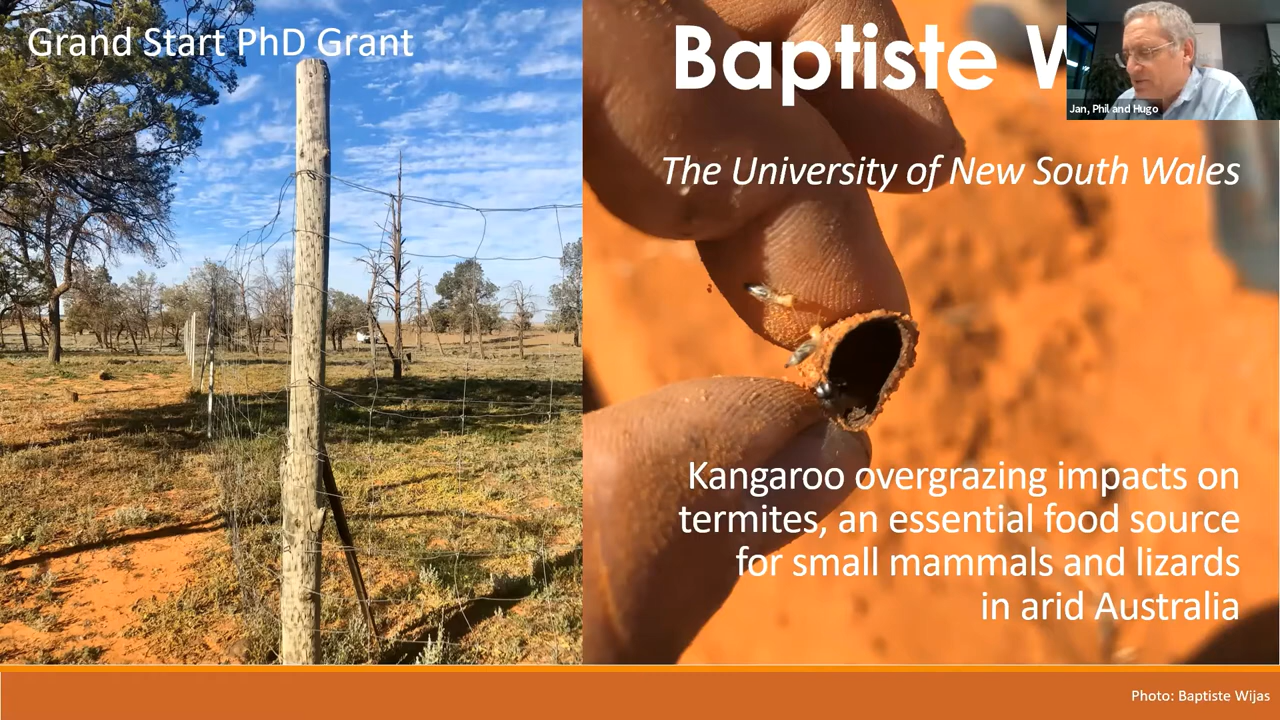 Grand Start PhD Grant
Baptiste W
Jan, Phil and Hugo
The University of New South Wales
Kangaroo overgrazing impacts on
termites, an essential food source
for small mammals and lizards
in arid Australia
Photo: Baptiste Wijas